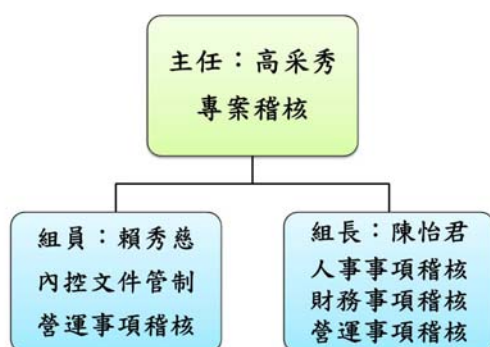 主任：高采秀
專案稽核
組員：賴秀慈
內控文件管制
營運事項稽核
組長：陳怡君
人事事項稽核
財務事項稽核
營運事項稽核